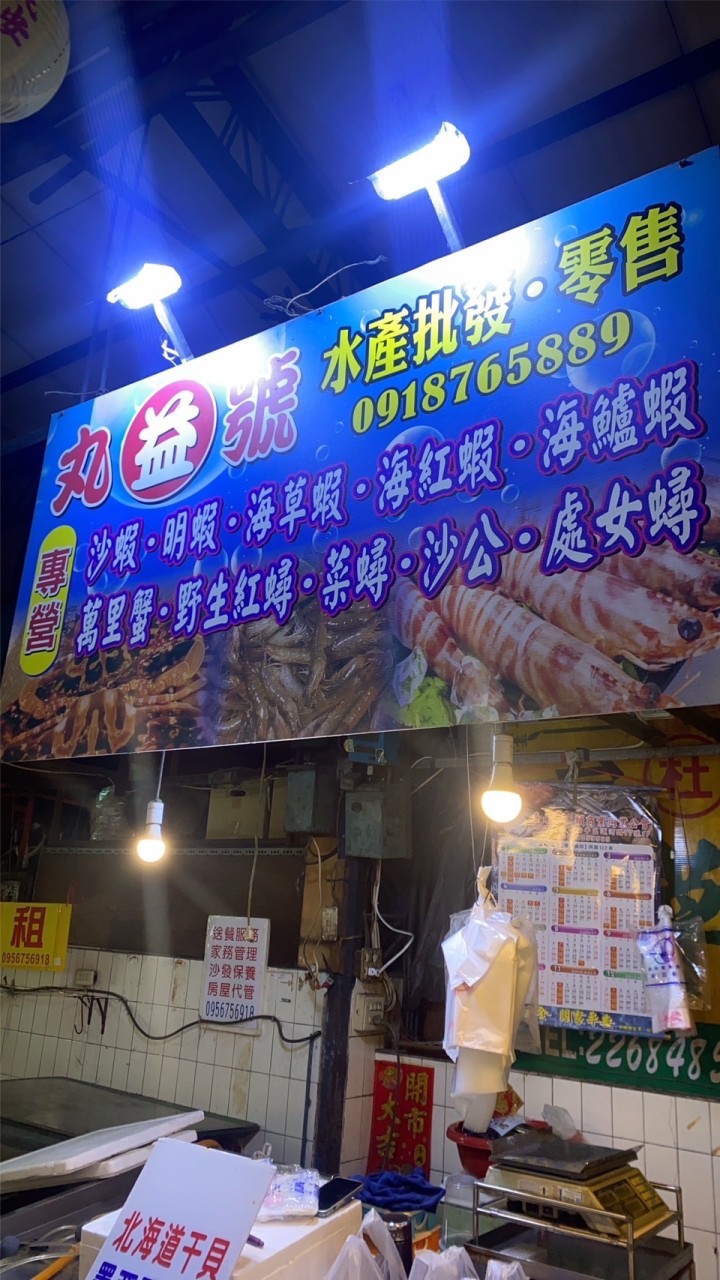 丸益號
水產批發·零售
0918765889
專營
沙蝦·明蝦·海草蝦·海紅蝦·海鱸蝦
萬里蟹·野生紅蟳·菜蟳·沙公·處女蟳
杜
租
0956756918
送餐服務
家務管理
沙發保養
房屋代管
0956756918
TEL:2268485
開市
大吉
北海道干貝